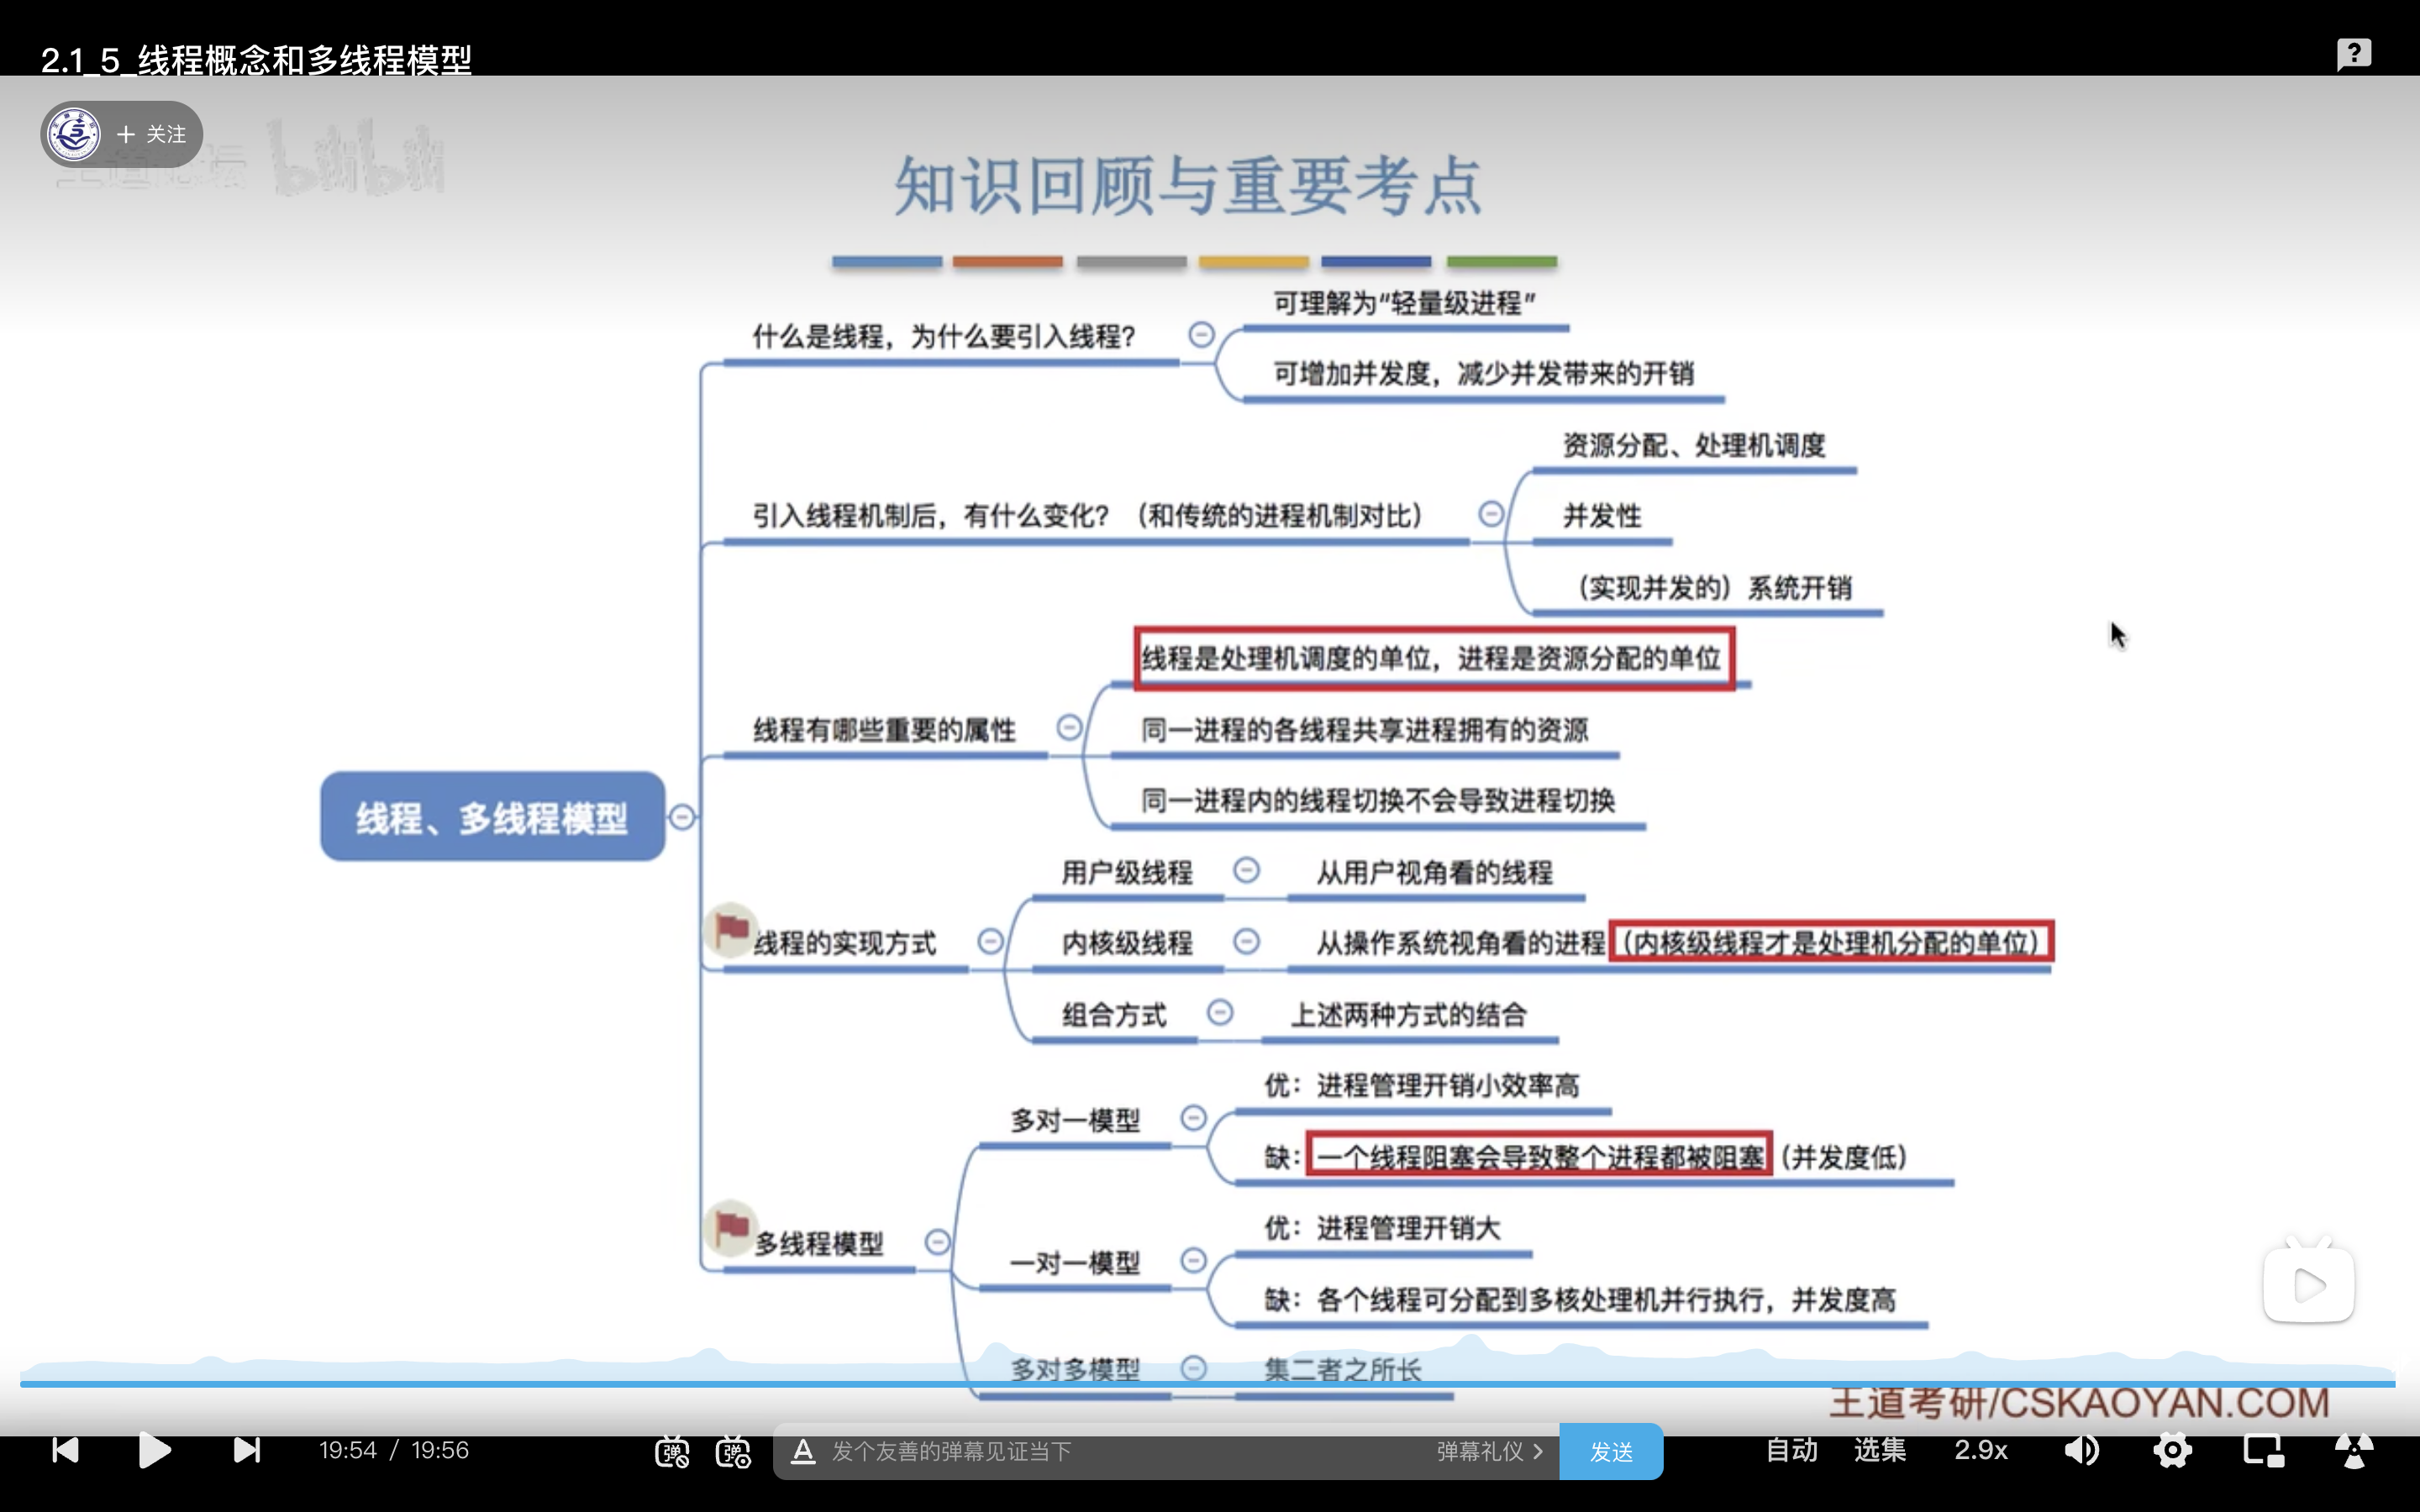 2.1_5_线程概念和多线程模型
+ 关注
bilibili
知识回顾与重要考点
可理解为“轻量级进程”
什么是线程，为什么要引入线程？
可增加并发度，减少并发带来的开销
资源分配、处理机调度
引入线程机制后，有什么变化？（和传统的进程机制对比）
并发性
（实现并发的）系统开销
线程是处理机调度的单位，进程是资源分配的单位
线程有哪些重要的属性
同一进程的各线程共享进程拥有的资源
同一进程内的线程切换不会导致进程切换
线程、多线程模型
用户级线程
从用户视角看的线程
线程的实现方式
内核级线程
从操作系统视角看的进程（内核级线程才是处理机分配的单位）
组合方式
上述两种方式的结合
优：进程管理开销小效率高
多对一模型
缺：一个线程阻塞会导致整个进程都被阻塞（并发度低）
多线程模型
优：进程管理开销大
一对一模型
缺：各个线程可分配到多核处理机并行执行，并发度高
多对多模型
集二者之所长
王道考研/CSKAOYAN.COM
19:54 / 19:56
弹
弹
A 发个友善的弹幕见证当下
弹幕礼仪 >
发送
自动
选集
2.9x